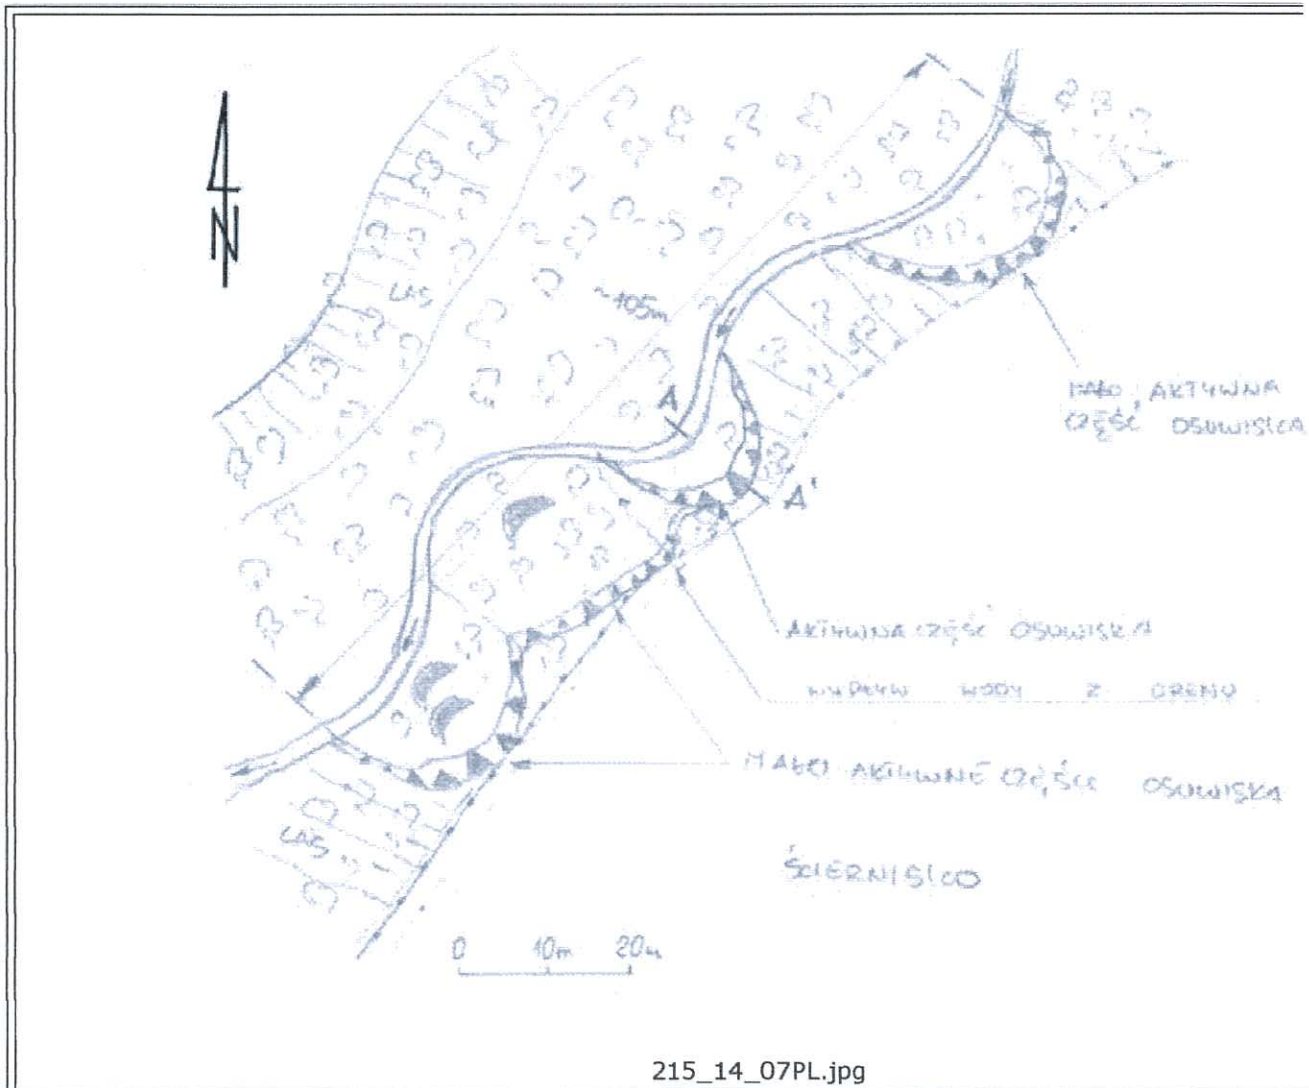 N
LAS
~105m
A
MAŁO AKTYWNA
CZĘŚĆ OSUWISKA
A'
AKTYWNA CZĘŚĆ OSUWISKA
WYPŁYW WODY Z DRENU
MAŁO AKTYWNE CZĘŚCI OSUWISKA
LAS
ŚCIERNISKO
0 10m 20m
215_14_07PL.jpg